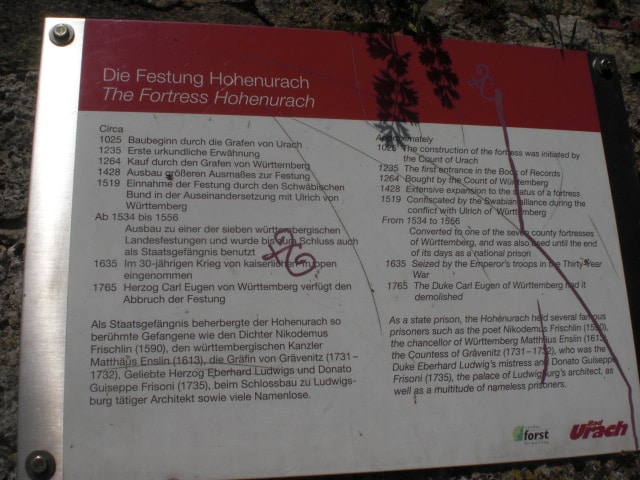 Die Festung Hohenurach
The Fortress Hohenurach
Circa
1025 Baubeginn durch die Grafen von Urach
1235 Erste urkundliche Erwähnung
1264 Kauf durch den Grafen von Württemberg
1428 Ausbau größeren Ausmaßes zur Festung
1519 Einnahme der Festung durch den Schwäbischen
Bund in der Auseinandersetzung mit Ulrich von
Württemberg
Ab 1534 bis 1556
Ausbau zu einer der sieben württembergischen
Landesfestungen und wurde bis zum Schluss auch
als Staatsgefängnis benutzt
1635 Im 30-jährigen Krieg von kaiserlichen Truppen
eingenommen
1765 Herzog Carl Eugen von Württemberg verfügt den
Abbruch der Festung
Als Staatsgefängnis beherbergte der Hohenurach so
berühmte Gefangene wie den Dichter Nikodemus
Frischlin (1590), den württembergischen Kanzler
Matthäus Enslin (1613), die Gräfin von Grävenitz (1731–
1732), Geliebte Herzog Eberhard Ludwigs und Donato
Guiseppe Frisoni (1735), beim Schlossbau zu Ludwigs-
burg tätiger Architekt sowie viele Namenlose.
Approximately
1025 The construction of the fortress was initiated by
the Count of Urach
1235 The first entrance in the Book of Records
1264 Bought by the Count of Württemberg
1428 Extensive expansion to the status of a fortress
1519 Confiscated by the Swabian alliance during the
conflict with Ulrich of Württemberg
From 1534 to 1556
Converted to one of the seven county fortresses
of Württemberg, and was also used until the end
of its days as a national prison
1635 Seized by the Emperor's troops in the Thirty-Year
War
1765 The Duke Carl Eugen of Württemberg had it
demolished
As a state prison, the Hohenurach held several famous
prisoners such as the poet Nikodemus Frischlin (1590),
the chancellor of Württemberg Matthäus Enslin (1613),
the Countess of Grävenitz (1731–1732), who was the
Duke Eberhard Ludwig's mistress and Donato Guiseppe
Frisoni (1735), the palace of Ludwigsburg's architect, as
well as a multitude of nameless prisoners.
forst
Bad
Urach